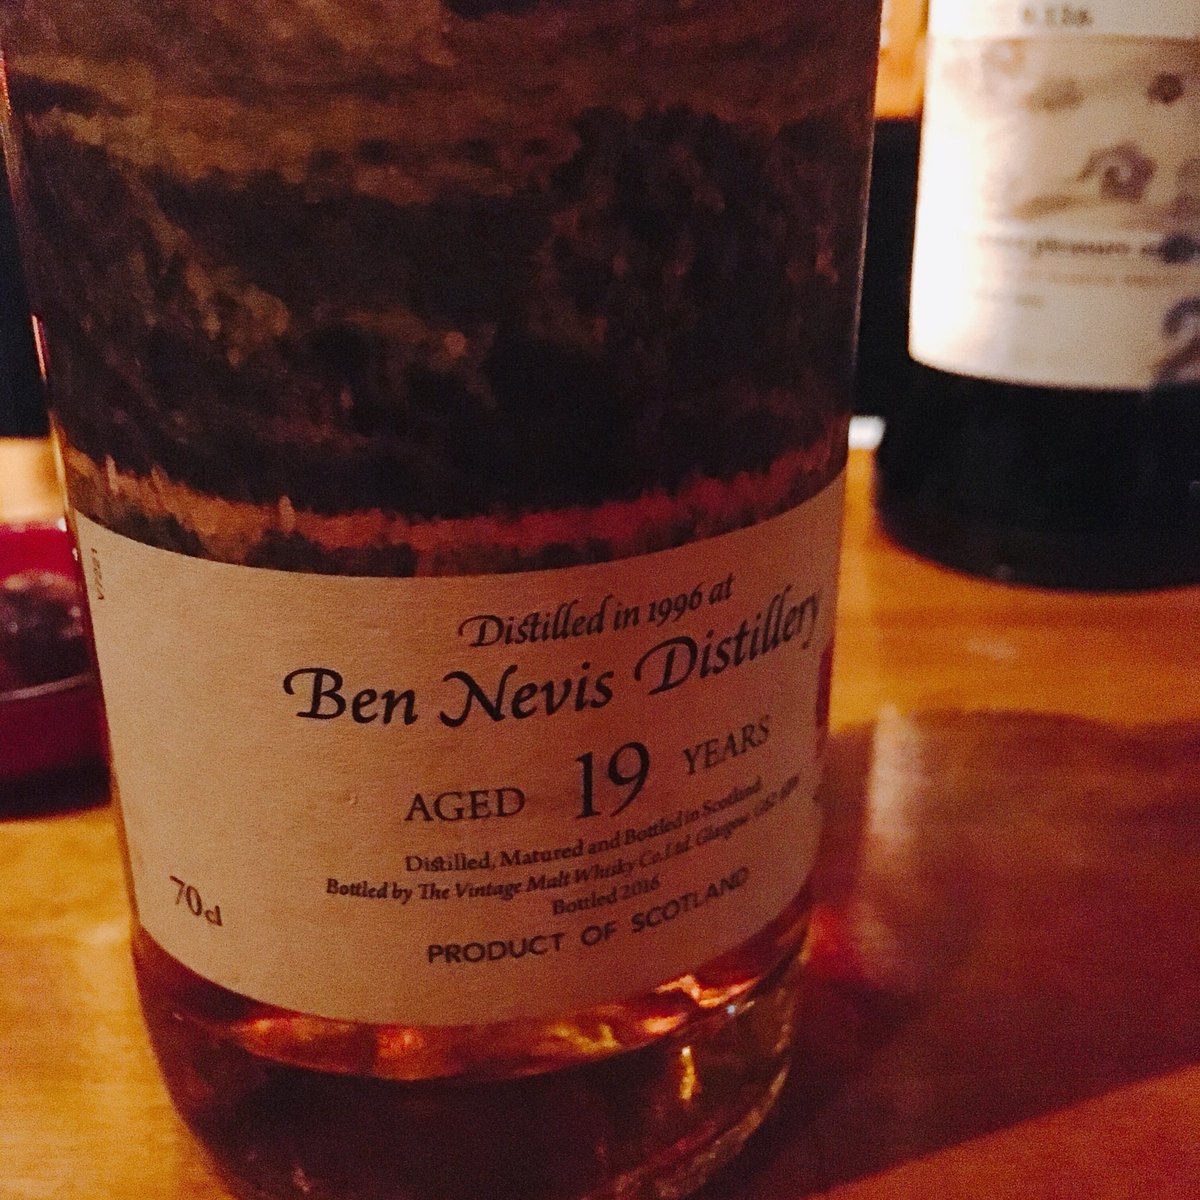 Distilled in 1996 at
Ben Nevis Distillery
AGED 19 YEARS
Distilled, Matured and Bottled in Scotland
Bottled by The Vintage Malt Whisky Co. Ltd. Glasgow
Bottled 2016
PRODUCT OF SCOTLAND
70cl
pleasure